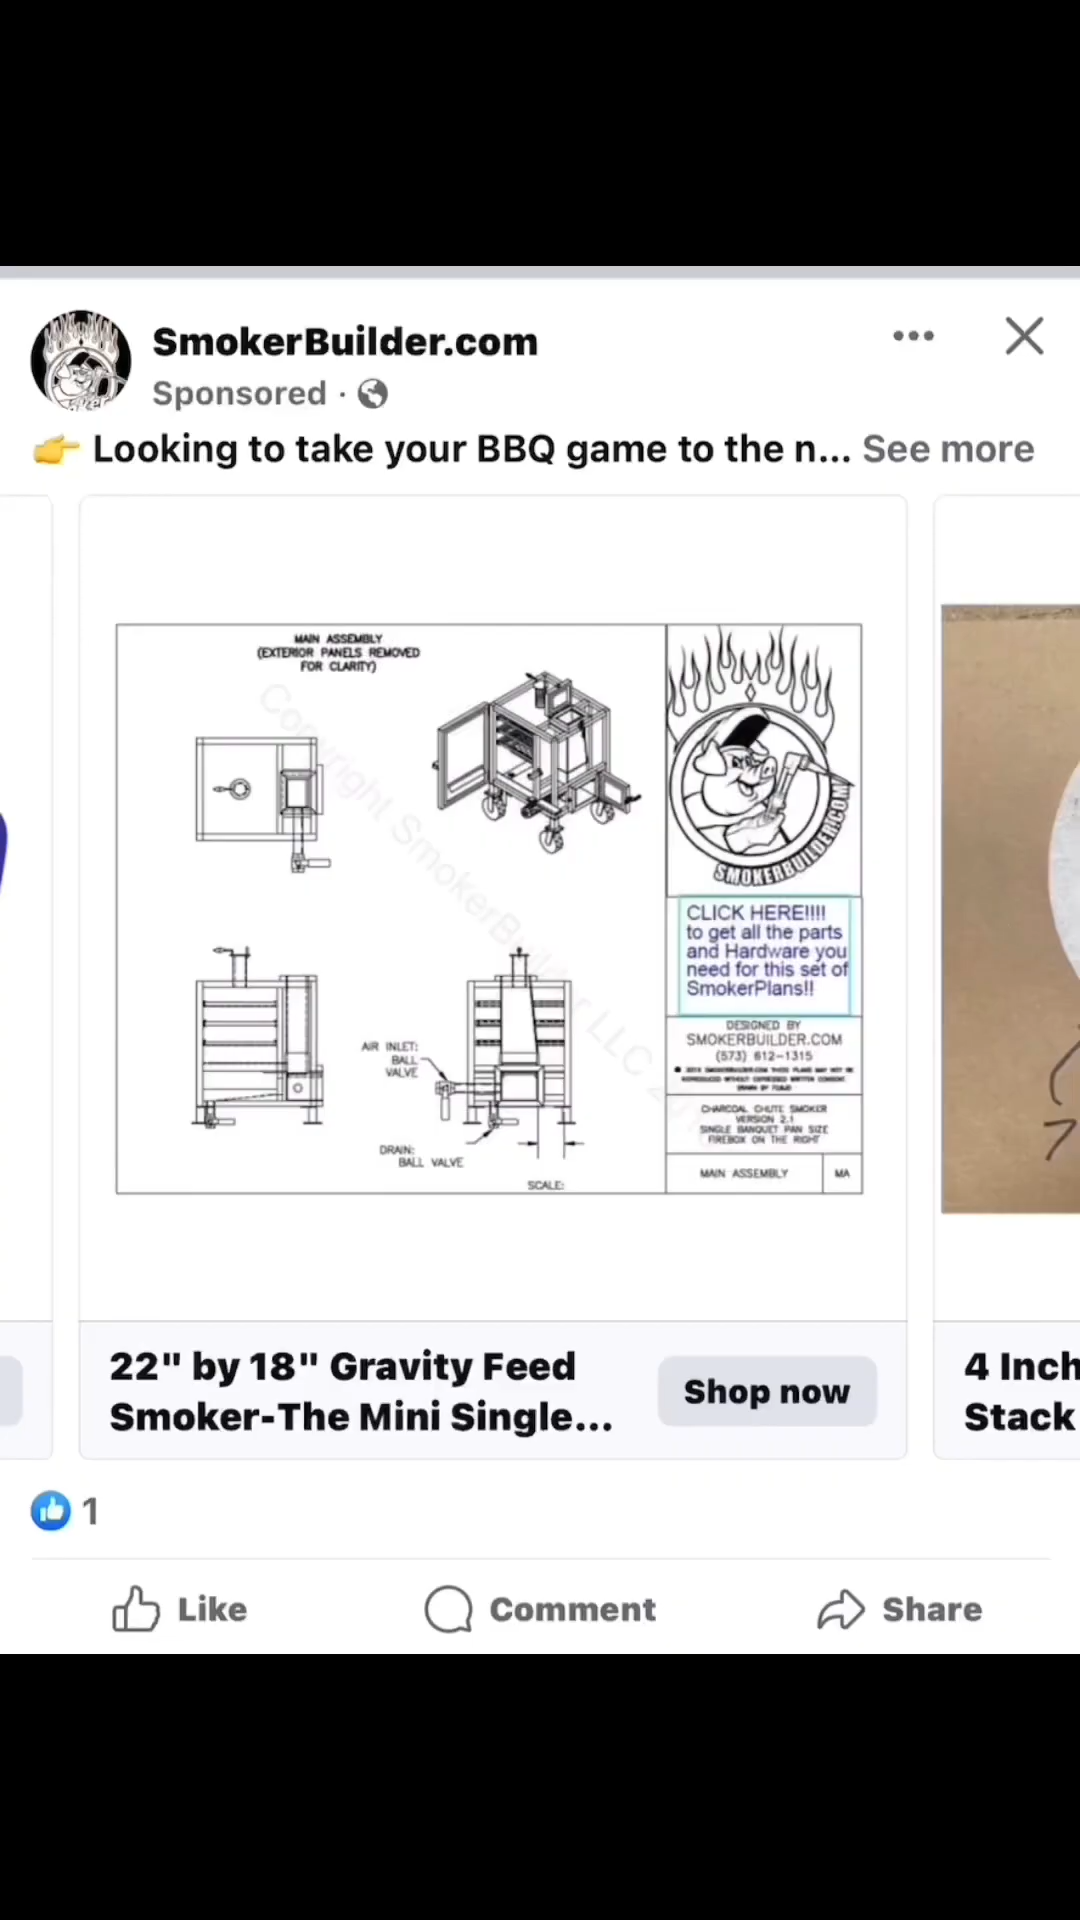 SmokerBuilder.com
Sponsored ·
👉 Looking to take your BBQ game to the n... See more
MAIN ASSEMBLY
(EXTERIOR PANELS REMOVED
FOR CLARITY)
Copyright SmokerBuilder LLC
SMOKERBUILDER.COM
CLICK HERE!!!!
to get all the parts
and Hardware you
need for this set of
SmokerPlans!!
AIR INLET:
BALL
VALVE
DRAIN:
BALL VALVE
SCALE:
DESIGNED BY
SMOKERBUILDER.COM
(573) 612-1315
CHARCOAL CHUTE SMOKER
VERSION 2.1
SINGLE BANQUET PAN SIZE
FIREBOX ON THE RIGHT
MAIN ASSEMBLY
MA
22" by 18" Gravity Feed
Smoker-The Mini Single...
Shop now
4 Inch
Stack
1
Like
Comment
Share